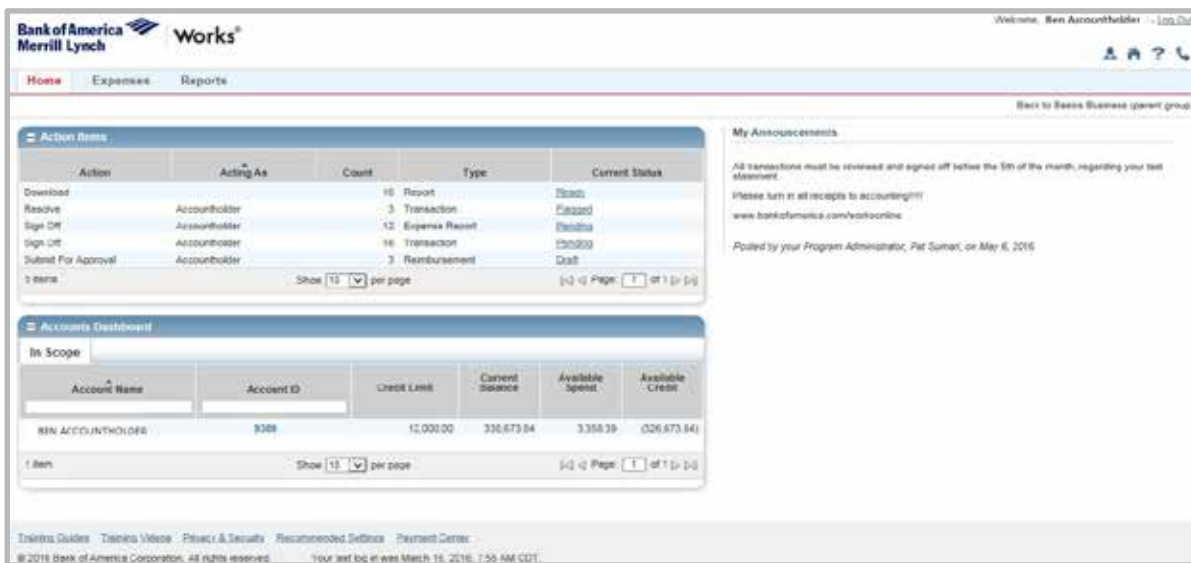 Bank of America
Merrill Lynch
Works®
Welcome, Ben Accountholder - Log Out
Home Expenses Reports
Back to Basics Business (parent group
Action Items
Action Acting As Count Type Current Status
Download 10 Report Ready
Resolve Accountholder 3 Transaction Flagged
Sign Off Accountholder 12 Expense Report Pending
Sign Off Accountholder 16 Transaction Pending
Submit For Approval Accountholder 3 Reimbursement Draft
items Show 10 per page Page: 1 of 1
Accounts Dashboard
In Scope
Account Name Account ID Credit Limit Current Balance Available Spend Available Credit
BEN ACCOUNTHOLDER 9389 12,000.00 338,673.84 3,358.39 (326,673.84)
1 item Show 10 per page Page: 1 of 1
My Announcements
All transactions must be reviewed and signed off before the 5th of the month, regarding your last statement
Please turn in all receipts to accounting!!!!
www.bankofamerica.com/worksonline
Posted by your Program Administrator, Pat Sumari, on May 6, 2016
Training Guides Training Videos Privacy & Security Recommended Settings Payment Center
© 2016 Bank of America Corporation. All rights reserved. Your last log in was March 16, 2016, 7:55 AM CDT.